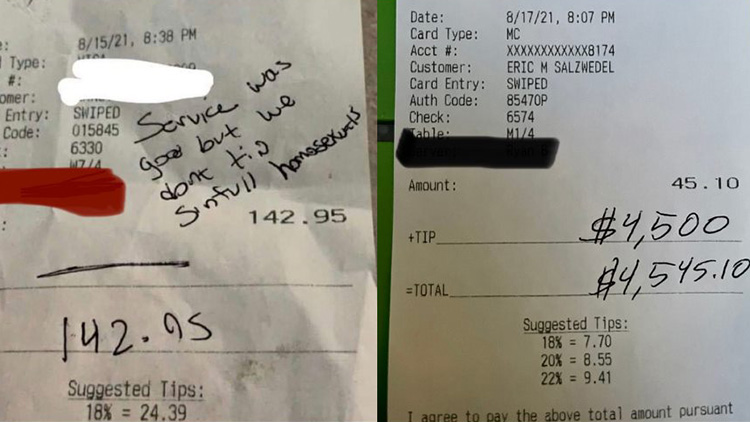 8/15/21, 8:38 PM
Type:
#:
omer:
Entry: SWIPED
Code: 015845
: 6330
W7/4
Service was
good but we
dont tip
sinfull homosexuals
: 142.95
142.95
Suggested Tips:
18% = 24.39
Date: 8/17/21, 8:07 PM
Card Type: MC
Acct #: XXXXXXXXXXXX8174
Customer: ERIC M SALZWEDEL
Card Entry: SWIPED
Auth Code: 85470P
Check: 6574
Table: M1/4
Amount: 45.10
+TIP $4,500
=TOTAL $4,545.10
Suggested Tips:
18% = 7.70
20% = 8.55
22% = 9.41
I agree to pay the above total amount pursuant